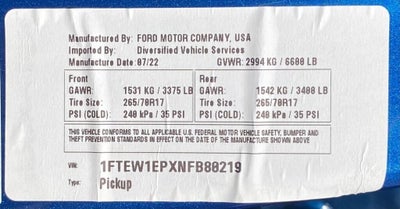 Manufactured By: FORD MOTOR COMPANY, USA
Imported By: Diversified Vehicle Services
Manufacture Date: 07/22 GVWR: 2994 KG / 6600 LB
Front
GAWR: 1531 KG / 3375 LB
Tire Size: 265/70R17
PSI (COLD): 240 kPa / 35 PSI
Rear
GAWR: 1542 KG / 3400 LB
Tire Size: 265/70R17
PSI (COLD): 240 kPa / 35 PSI
THIS VEHICLE CONFORMS TO ALL APPLICABLE U.S. FEDERAL MOTOR VEHICLE SAFETY, BUMPER AND
THEFT PREVENTION STANDARDS IN EFFECT ON THE DATE OF MANUFACTURE SHOWN ABOVE
VIN: 1FTEW1EPXNFB80219
Type: Pickup